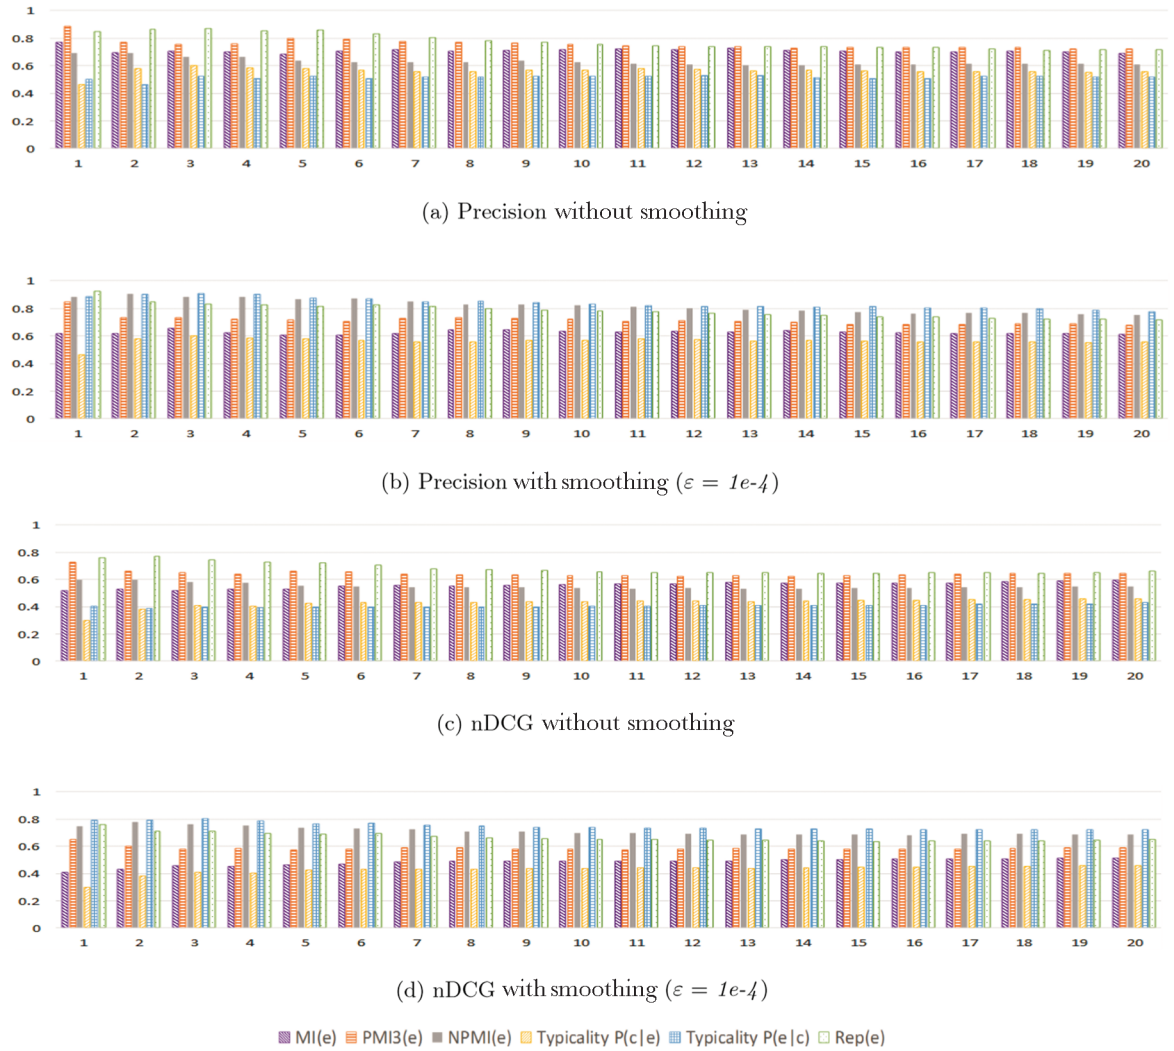 1
0.8
0.6
0.4
0.2
0
1 2 3 4 5 6 7 8 9 10 11 12 13 14 15 16 17 18 19 20
(a) Precision without smoothing
1
0.8
0.6
0.4
0.2
0
1 2 3 4 5 6 7 8 9 10 11 12 13 14 15 16 17 18 19 20
(b) Precision with smoothing (ε = 1e-4)
1
0.8
0.6
0.4
0.2
0
1 2 3 4 5 6 7 8 9 10 11 12 13 14 15 16 17 18 19 20
(c) nDCG without smoothing
1
0.8
0.6
0.4
0.2
0
1 2 3 4 5 6 7 8 9 10 11 12 13 14 15 16 17 18 19 20
(d) nDCG with smoothing (ε = 1e-4)
MI(e) PMI3(e) NPMI(e) Typicality P(c|e) Typicality P(e|c) Rep(e)